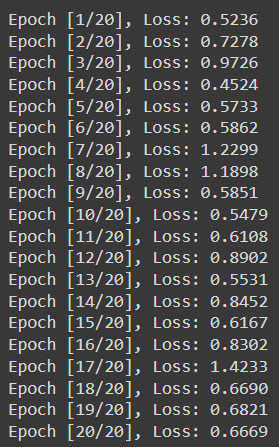 Epoch [1/20], Loss: 0.5236
Epoch [2/20], Loss: 0.7278
Epoch [3/20], Loss: 0.9726
Epoch [4/20], Loss: 0.4524
Epoch [5/20], Loss: 0.5733
Epoch [6/20], Loss: 0.5862
Epoch [7/20], Loss: 1.2299
Epoch [8/20], Loss: 1.1898
Epoch [9/20], Loss: 0.5851
Epoch [10/20], Loss: 0.5479
Epoch [11/20], Loss: 0.6108
Epoch [12/20], Loss: 0.8902
Epoch [13/20], Loss: 0.5531
Epoch [14/20], Loss: 0.8452
Epoch [15/20], Loss: 0.6167
Epoch [16/20], Loss: 0.8302
Epoch [17/20], Loss: 1.4233
Epoch [18/20], Loss: 0.6690
Epoch [19/20], Loss: 0.6821
Epoch [20/20], Loss: 0.6669